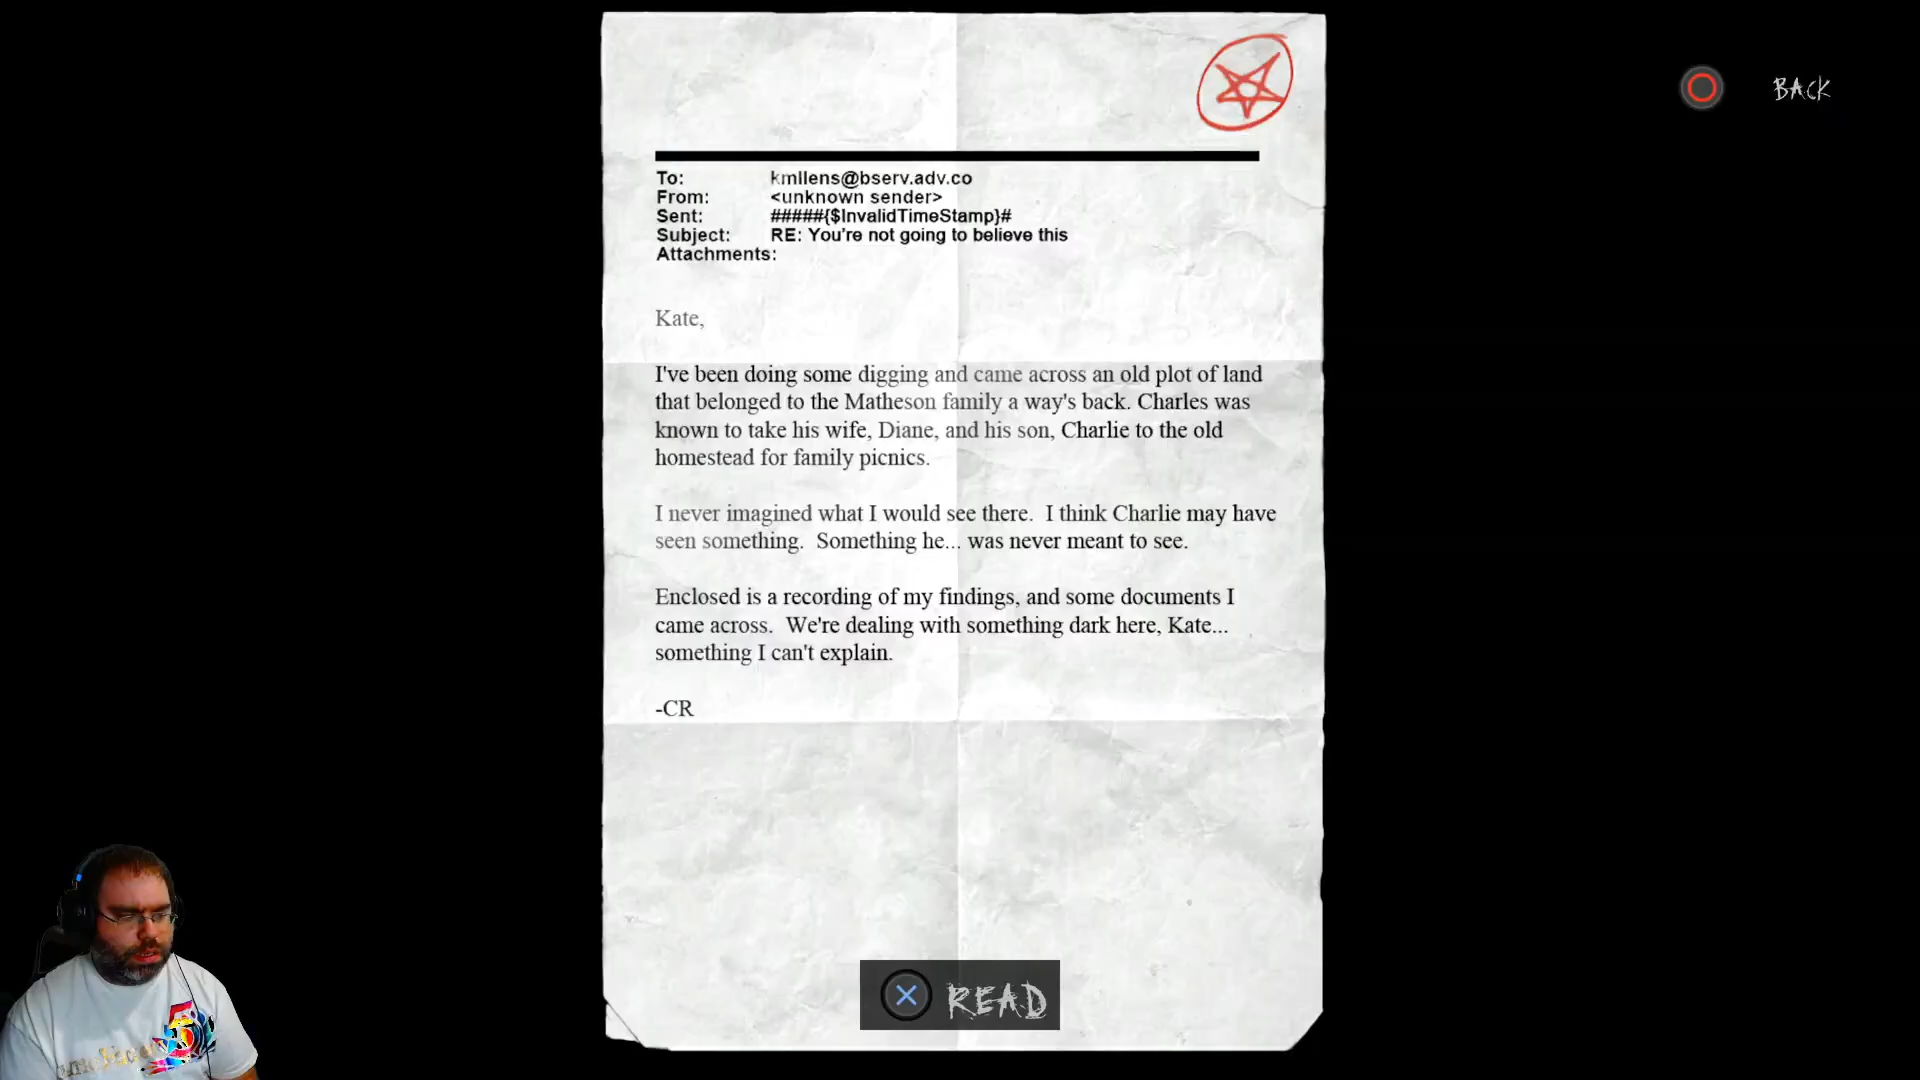 BACK
To: kmilens@bserv.adv.co
From: <unknown sender>
Sent: #####{$InvalidTimeStamp}#
Subject: RE: You're not going to believe this
Attachments:
Kate,
I've been doing some digging and came across an old plot of land
that belonged to the Matheson family a way's back. Charles was
known to take his wife, Diane, and his son, Charlie to the old
homestead for family picnics.
I never imagined what I would see there. I think Charlie may have
seen something. Something he... was never meant to see.
Enclosed is a recording of my findings, and some documents I
came across. We're dealing with something dark here, Kate...
something I can't explain.
-CR
READ